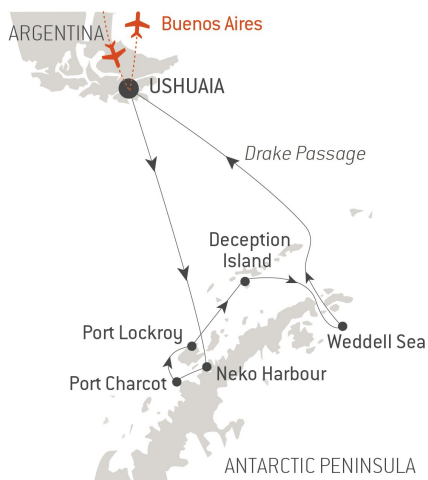 ARGENTINA
Buenos Aires
USHUAIA
Drake Passage
Deception
Island
Port Lockroy
Weddell Sea
Neko Harbour
Port Charcot
ANTARCTIC PENINSULA